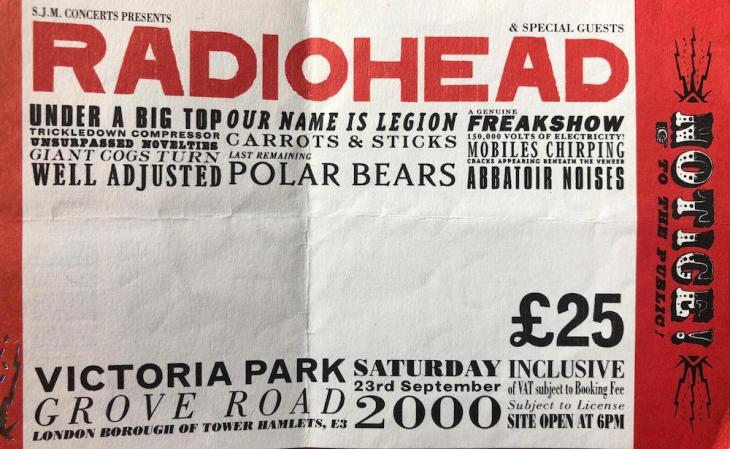 S.J.M. CONCERTS PRESENTS
& SPECIAL GUESTS
RADIOHEAD
UNDER A BIG TOP
TRICKLEDOWN COMPRESSOR
UNSURPASSED NOVELTIES
GIANT COGS TURN
WELL ADJUSTED
OUR NAME IS LEGION
CARROTS & STICKS
LAST REMAINING
POLAR BEARS
A GENUINE
FREAKSHOW
150,000 VOLTS OF ELECTRICITY!
MOBILES CHIRPING
CRACKS APPEARING BENEATH THE VENEER
ABBATOIR NOISES
£25
VICTORIA PARK
GROVE ROAD
LONDON BOROUGH OF TOWER HAMLETS, E3
SATURDAY
23rd September
2000
INCLUSIVE
of VAT subject to Booking Fee
Subject to License
SITE OPEN AT 6PM
NOTICE!
TO THE PUBLIC!